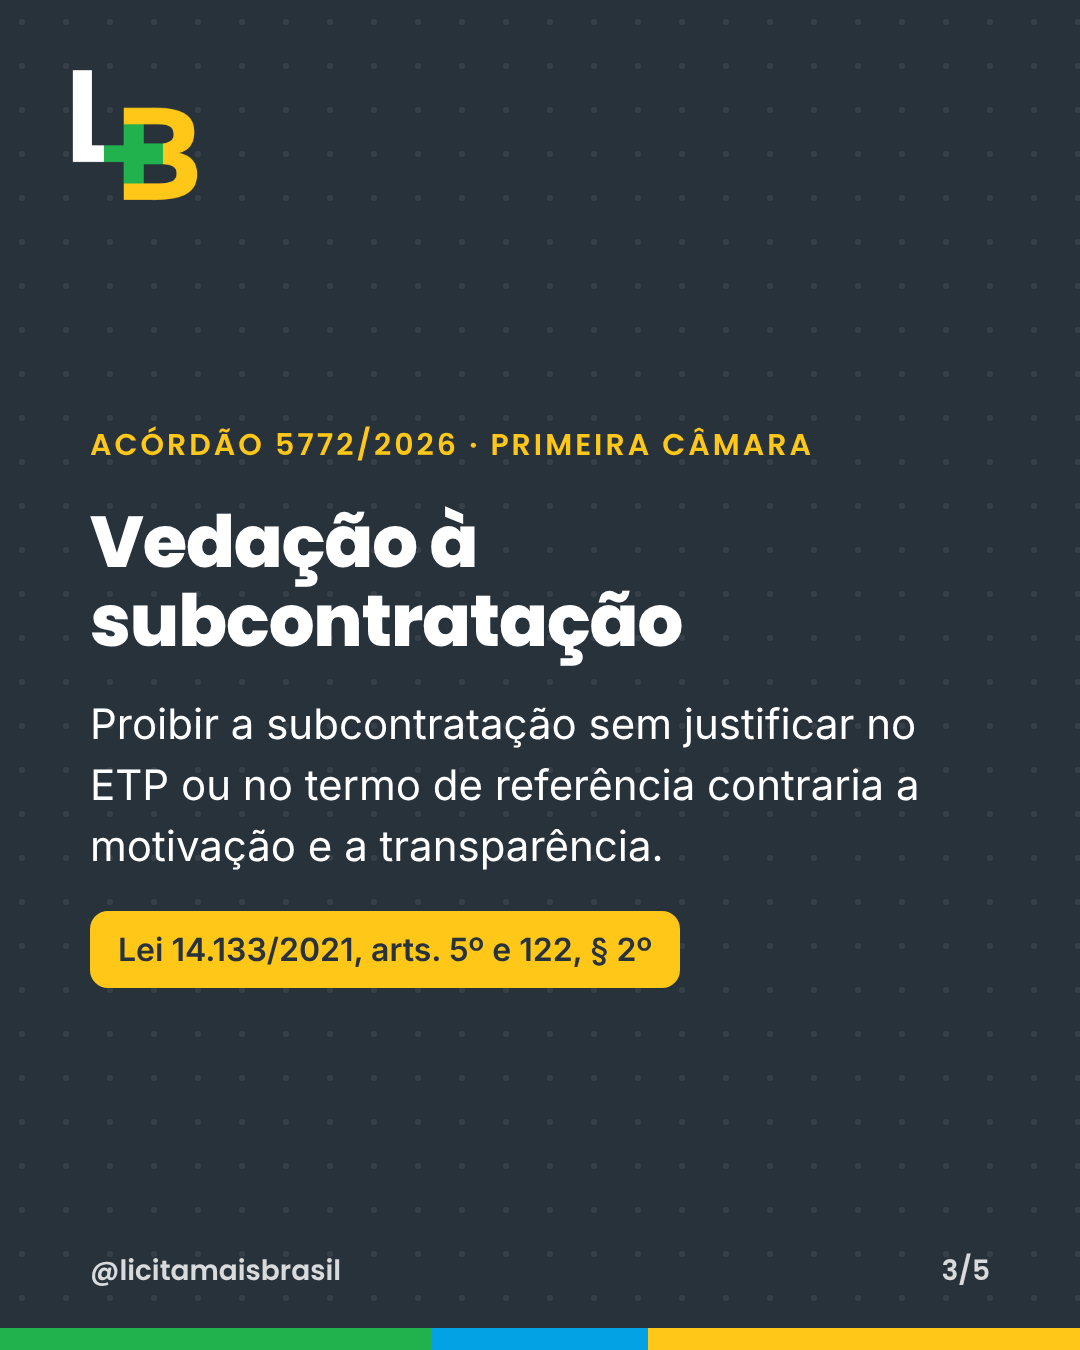 L+B
ACÓRDÃO 5772/2026 · PRIMEIRA CÂMARA
Vedação à
subcontratação
Proibir a subcontratação sem justificar no
ETP ou no termo de referência contraria a
motivação e a transparência.
Lei 14.133/2021, arts. 5º e 122, § 2º
@licitamaisbrasil
3/5